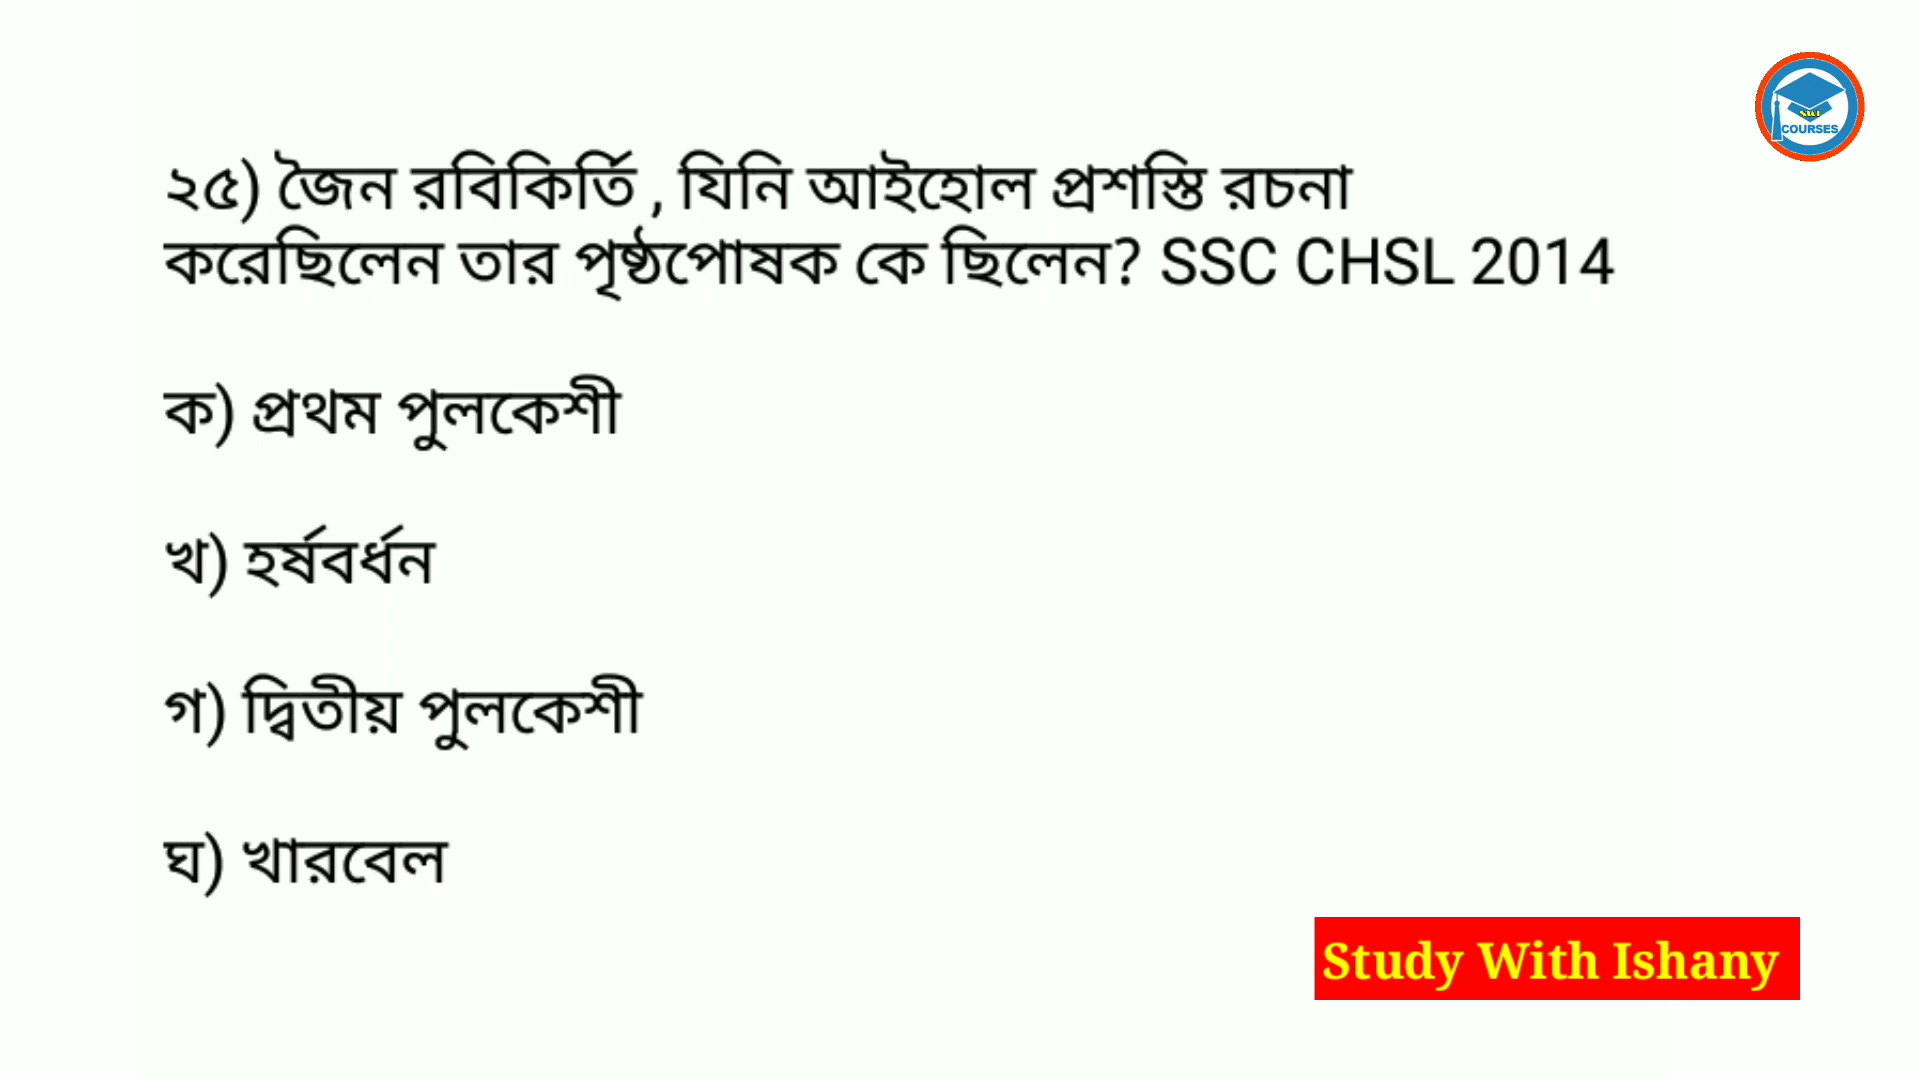 SWI
COURSES
২৫) জৈন রবিকির্তি , যিনি আইহোল প্রশস্তি রচনা
করেছিলেন তার পৃষ্ঠপোষক কে ছিলেন? SSC CHSL 2014
ক) প্রথম পুলকেশী
খ) হর্ষবর্ধন
গ) দ্বিতীয় পুলকেশী
ঘ) খারবেল
Study With Ishany